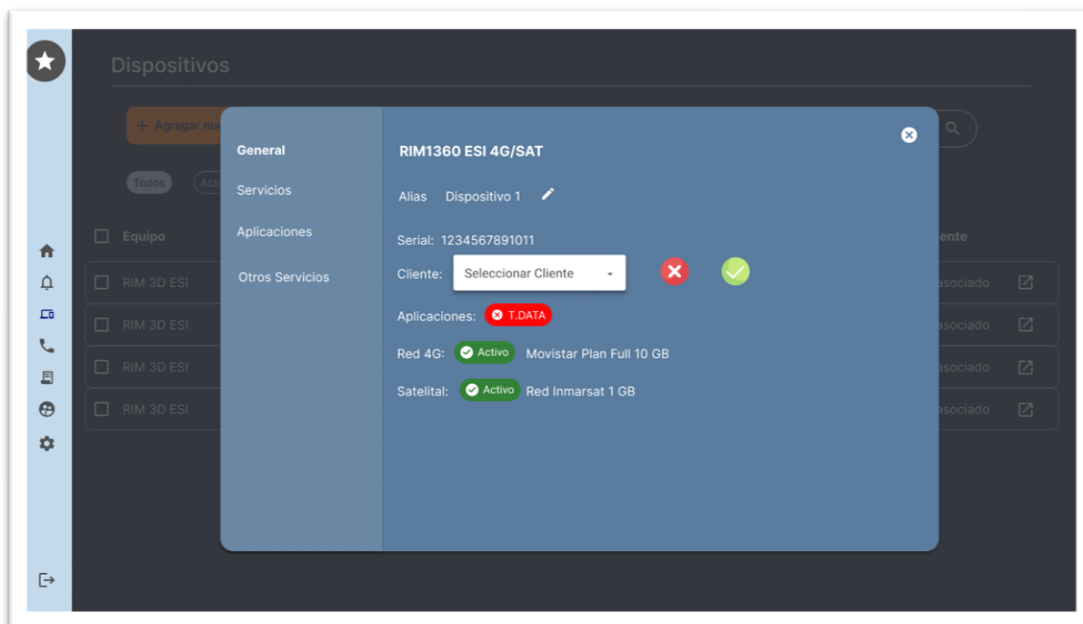 Dispositivos
+ Agregar nu
Todos Acti
Equipo ente
RIM 3D ESI asociado
RIM 3D ESI asociado
RIM 3D ESI asociado
RIM 3D ESI asociado
General
Servicios
Aplicaciones
Otros Servicios
RIM1360 ESI 4G/SAT
Alias Dispositivo 1
Serial: 1234567891011
Cliente: Seleccionar Cliente
Aplicaciones: T.DATA
Red 4G: Activo Movistar Plan Full 10 GB
Satelital: Activo Red Inmarsat 1 GB